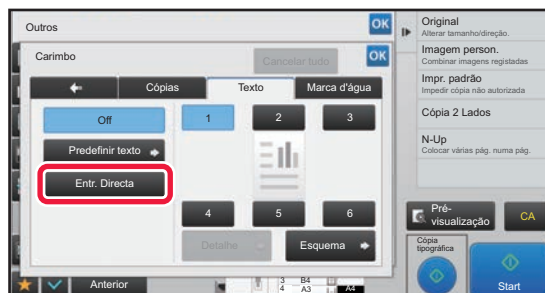 Outros
OK
Carimbo
Cancelar tudo
OK
Cópias
Texto
Marca d'água
Off
Predefinir texto
Entr. Directa
1
2
3
4
5
6
Detalhe
Esquema
Anterior
3 B4
4 A3
A4
Original
Alterar tamanho/direção.
Imagem person.
Combinar imagens registadas
Impr. padrão
Impedir cópia não autorizada
Cópia 2 Lados
N-Up
Colocar várias pág. numa pág.
Pré-
visualização
CA
Cópia
tipográfica
Start